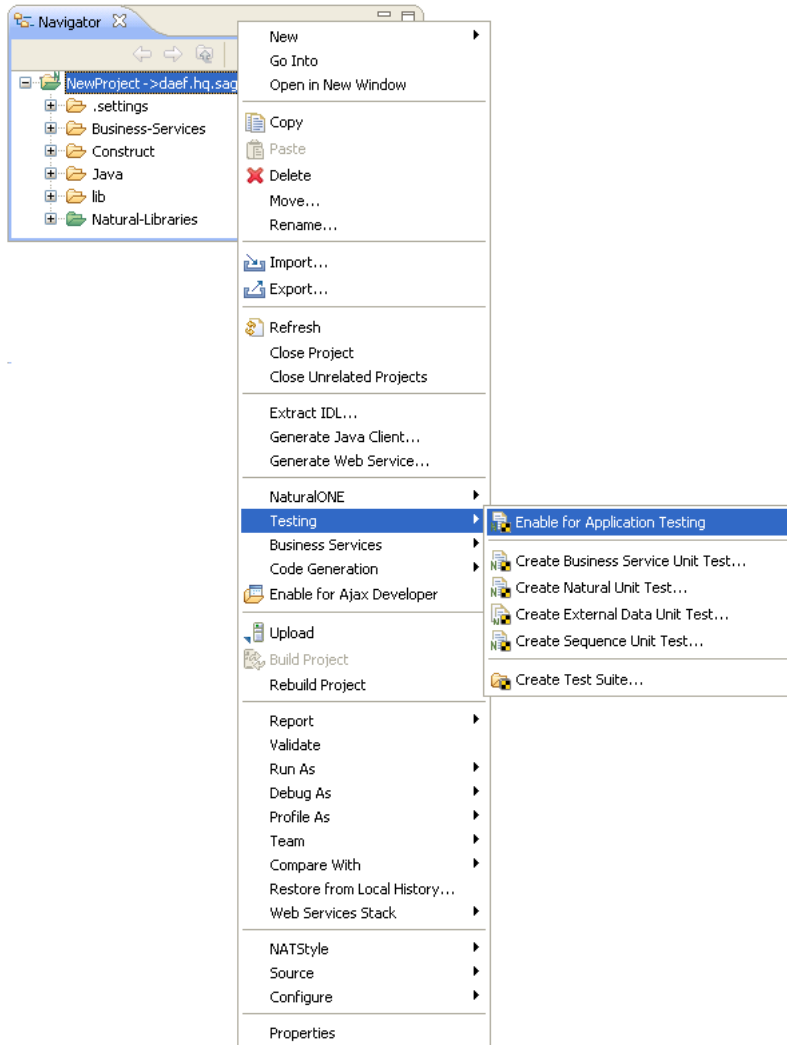 Navigator
NewProject ->daef.hq.sag
.settings
Business-Services
Construct
Java
lib
Natural-Libraries
New
Go Into
Open in New Window
Copy
Paste
Delete
Move...
Rename...
Import...
Export...
Refresh
Close Project
Close Unrelated Projects
Extract IDL...
Generate Java Client...
Generate Web Service...
NaturalONE
Testing
Business Services
Code Generation
Enable for Ajax Developer
Upload
Build Project
Rebuild Project
Report
Validate
Run As
Debug As
Profile As
Team
Compare With
Restore from Local History...
Web Services Stack
NATStyle
Source
Configure
Properties
Enable for Application Testing
Create Business Service Unit Test...
Create Natural Unit Test...
Create External Data Unit Test...
Create Sequence Unit Test...
Create Test Suite...